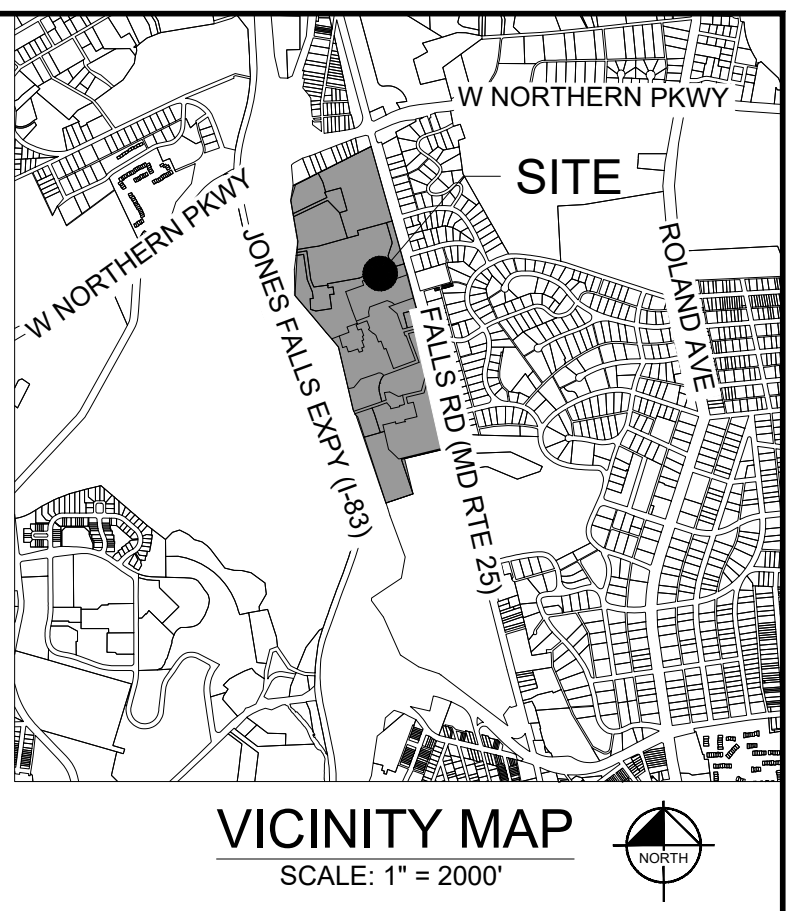 W NORTHERN PKWY
SITE
W NORTHERN PKWY
JONES FALLS EXPY (I-83)
FALLS RD (MD RTE 25)
ROLAND AVE
VICINITY MAP
SCALE: 1" = 2000'
NORTH